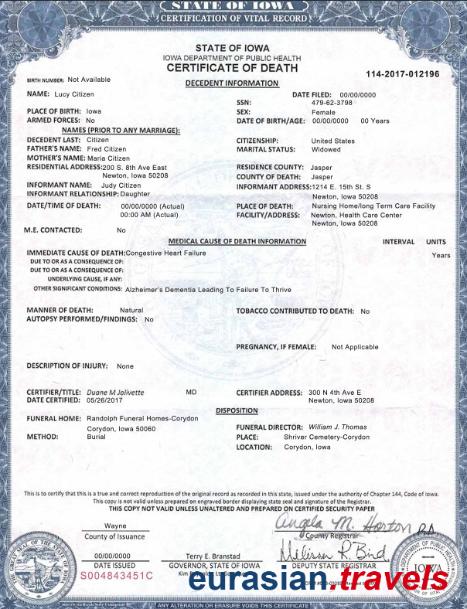 STATE OF IOWA
CERTIFICATION OF VITAL RECORD
STATE OF IOWA
IOWA DEPARTMENT OF PUBLIC HEALTH
CERTIFICATE OF DEATH
114-2017-012196
BIRTH NUMBER: Not Available
DECEDENT INFORMATION
NAME: Lucy Citizen
DATE FILED: 00/00/0000
SSN: 479-62-3798
PLACE OF BIRTH: Iowa
SEX: Female
ARMED FORCES: No
DATE OF BIRTH/AGE: 00/00/0000 00 Years
NAMES (PRIOR TO ANY MARRIAGE):
DECEDENT LAST: Citizen
CITIZENSHIP: United States
FATHER'S NAME: Fred Citizen
MARITAL STATUS: Widowed
MOTHER'S NAME: Maria Citizen
RESIDENTIAL ADDRESS:200 S. 8th Ave East
RESIDENCE COUNTY: Jasper
Newton, Iowa 50208
COUNTY OF DEATH: Jasper
INFORMANT NAME: Judy Citizen
INFORMANT ADDRESS:1214 E. 15th St. S
INFORMANT RELATIONSHIP: Daughter
Newton, Iowa 50208
DATE/TIME OF DEATH: 00/00/0000 (Actual)
PLACE OF DEATH: Nursing Home/long Term Care Facility
00:00 AM (Actual)
FACILITY/ADDRESS: Newton, Health Care Center
Newton, Iowa 50208
M.E. CONTACTED: No
MEDICAL CAUSE OF DEATH INFORMATION
INTERVAL UNITS
IMMEDIATE CAUSE OF DEATH:Congestive Heart Failure
Years
DUE TO OR AS A CONSEQUENCE OF:
DUE TO OR AS A CONSEQUENCE OF:
UNDERLYING CAUSE, IF ANY:
OTHER SIGNIFICANT CONDITIONS: Alzheimer's Dementia Leading To Failure To Thrive
MANNER OF DEATH: Natural
TOBACCO CONTRIBUTED TO DEATH: No
AUTOPSY PERFORMED/FINDINGS: No
PREGNANCY, IF FEMALE: Not Applicable
DESCRIPTION OF INJURY: None
CERTIFIER/TITLE: Duane M Jolivette MD
CERTIFIER ADDRESS: 300 N 4th Ave E
DATE CERTIFIED: 05/26/2017
Newton, Iowa 50208
DISPOSITION
FUNERAL HOME: Randolph Funeral Homes-Corydon
Corydon, Iowa 50060
FUNERAL DIRECTOR: William J. Thomas
METHOD: Burial
PLACE: Shriver Cemetery-Corydon
LOCATION: Corydon, Iowa
This is to certify that this is a true and correct reproduction of the original record as recorded in this state, issued under the authority of Chapter 144, Code of Iowa.
This copy is not valid unless prepared on engraved border displaying state seal and signature of the Registrar.
THIS COPY NOT VALID UNLESS UNALTERED AND PREPARED ON CERTIFIED SECURITY PAPER
Wayne
Angela M. Horton RA
County of Issuance
County Registrar
00/00/0000
Terry E. Branstad
Melissa R Bird
DATE ISSUED
GOVERNOR, STATE OF IOWA
DEPUTY STATE REGISTRAR
S004843451C
IOWA
eurasian.travels
ANY ALTERATION OR ERASURE VOIDS THIS CERTIFICATE